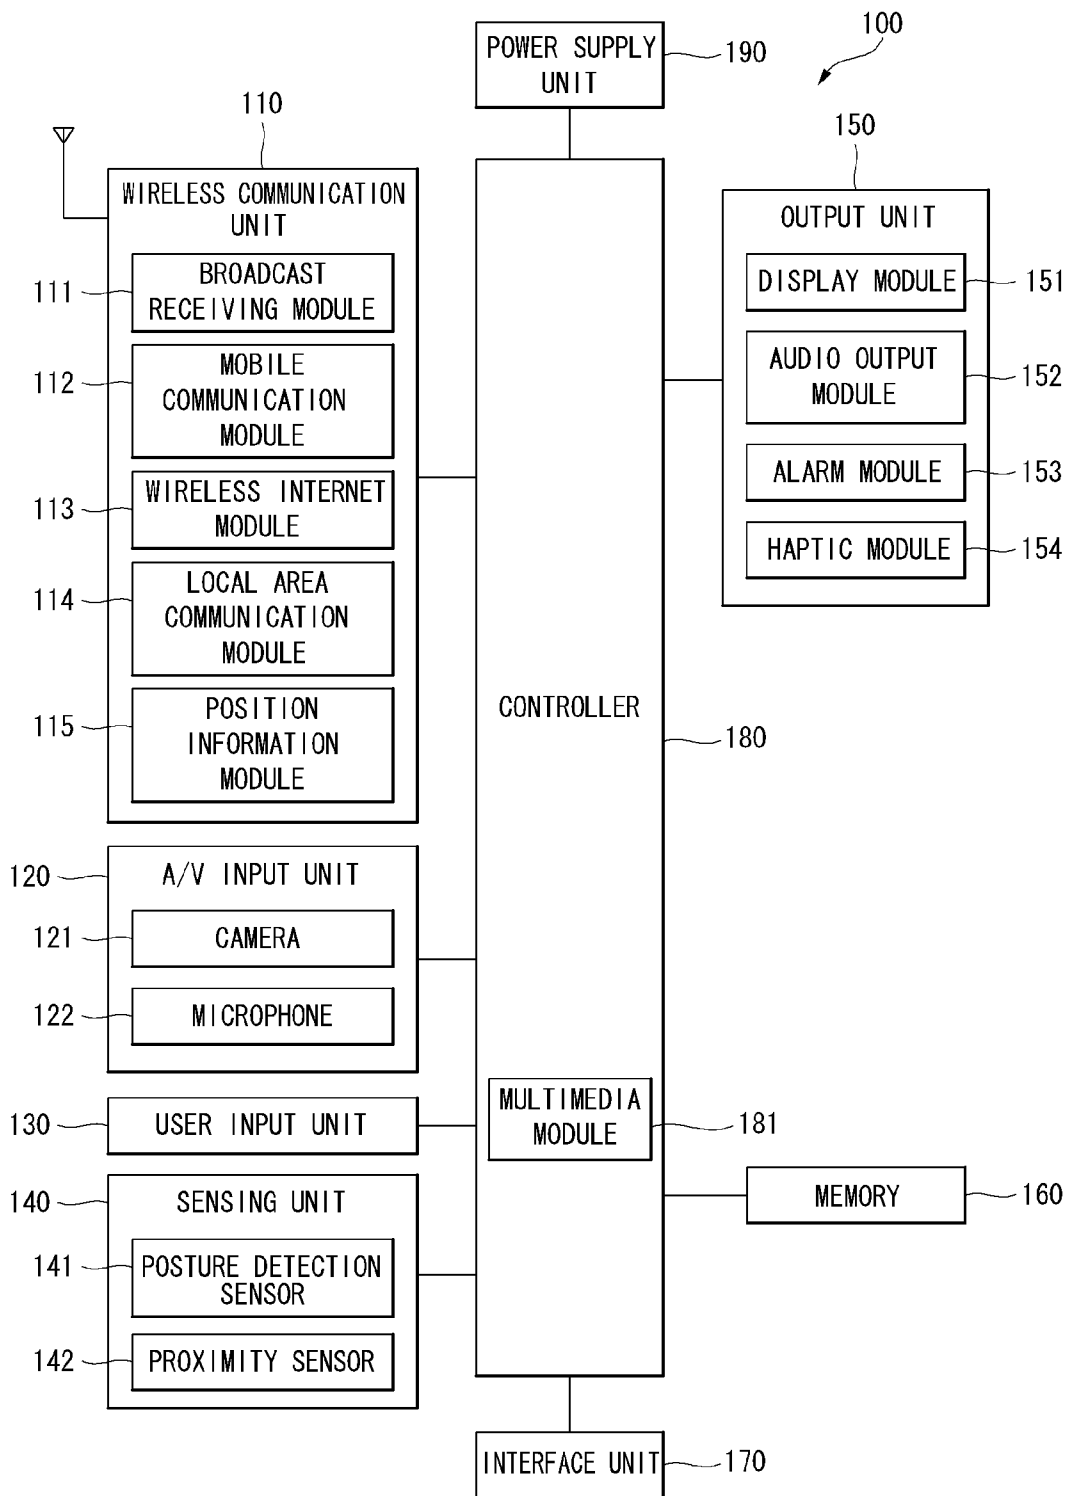 100
POWER SUPPLY
UNIT
190
110
WIRELESS COMMUNICATION
UNIT
111
BROADCAST
RECEIVING MODULE
112
MOBILE
COMMUNICATION
MODULE
113
WIRELESS INTERNET
MODULE
114
LOCAL AREA
COMMUNICATION
MODULE
115
POSITION
INFORMATION
MODULE
120
A/V INPUT UNIT
121
CAMERA
122
MICROPHONE
130
USER INPUT UNIT
140
SENSING UNIT
141
POSTURE DETECTION
SENSOR
142
PROXIMITY SENSOR
CONTROLLER
180
MULTIMEDIA
MODULE
181
150
OUTPUT UNIT
DISPLAY MODULE
151
AUDIO OUTPUT
MODULE
152
ALARM MODULE
153
HAPTIC MODULE
154
MEMORY
160
INTERFACE UNIT
170